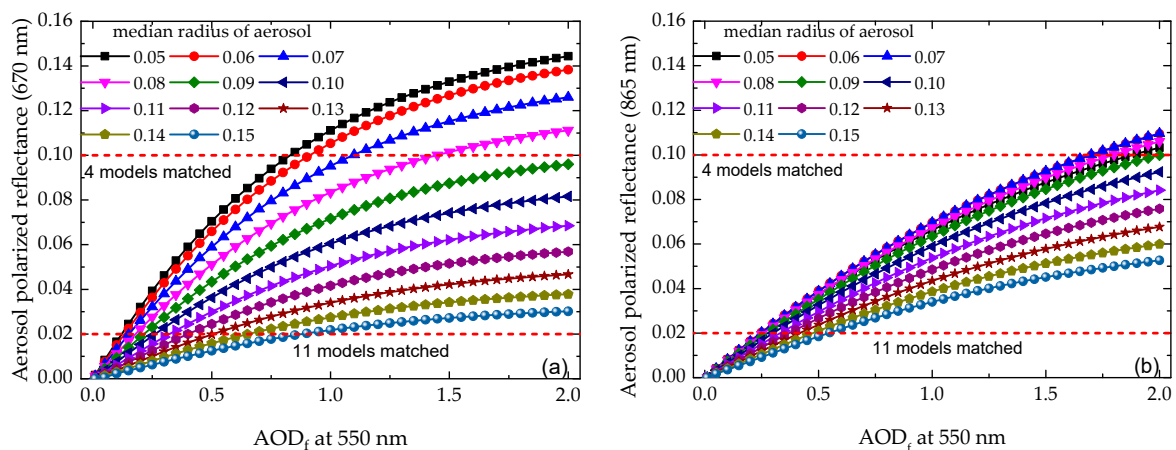 Aerosol polarized reflectance (670 nm)
0.16
0.14
0.12
0.10
0.08
0.06
0.04
0.02
0.00
median radius of aerosol
0.05 0.06 0.07
0.08 0.09 0.10
0.11 0.12 0.13
0.14 0.15
4 models matched
11 models matched
(a)
0.0 0.5 1.0 1.5 2.0
AODf at 550 nm
Aerosol polarized reflectance (865 nm)
0.16
0.14
0.12
0.10
0.08
0.06
0.04
0.02
0.00
median radius of aerosol
0.05 0.06 0.07
0.08 0.09 0.10
0.11 0.12 0.13
0.14 0.15
4 models matched
11 models matched
(b)
0.0 0.5 1.0 1.5 2.0
AODf at 550 nm